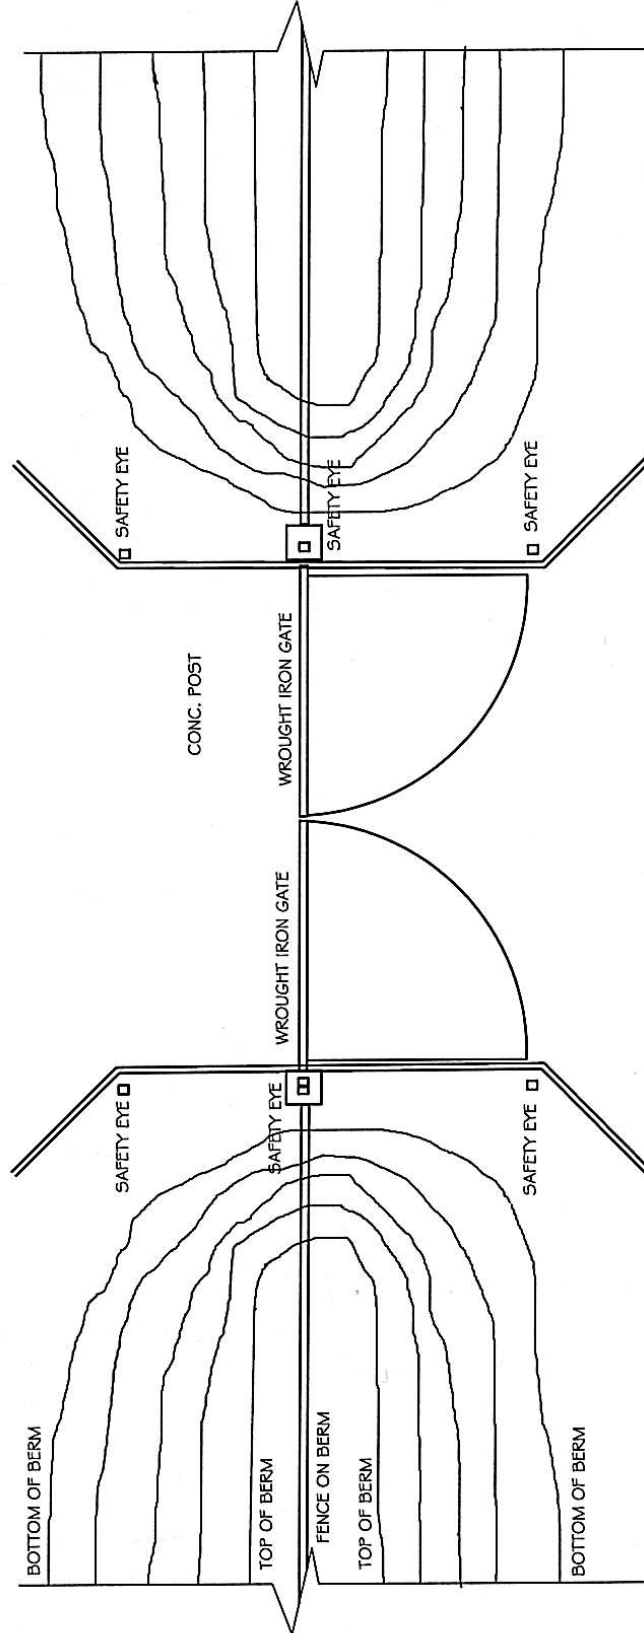 BOTTOM OF BERM
TOP OF BERM
FENCE ON BERM
TOP OF BERM
BOTTOM OF BERM
SAFETY EYE
SAFETY EYE
SAFETY EYE
WROUGHT IRON GATE
CONC. POST
WROUGHT IRON GATE
SAFETY EYE
SAFETY EYE
SAFETY EYE